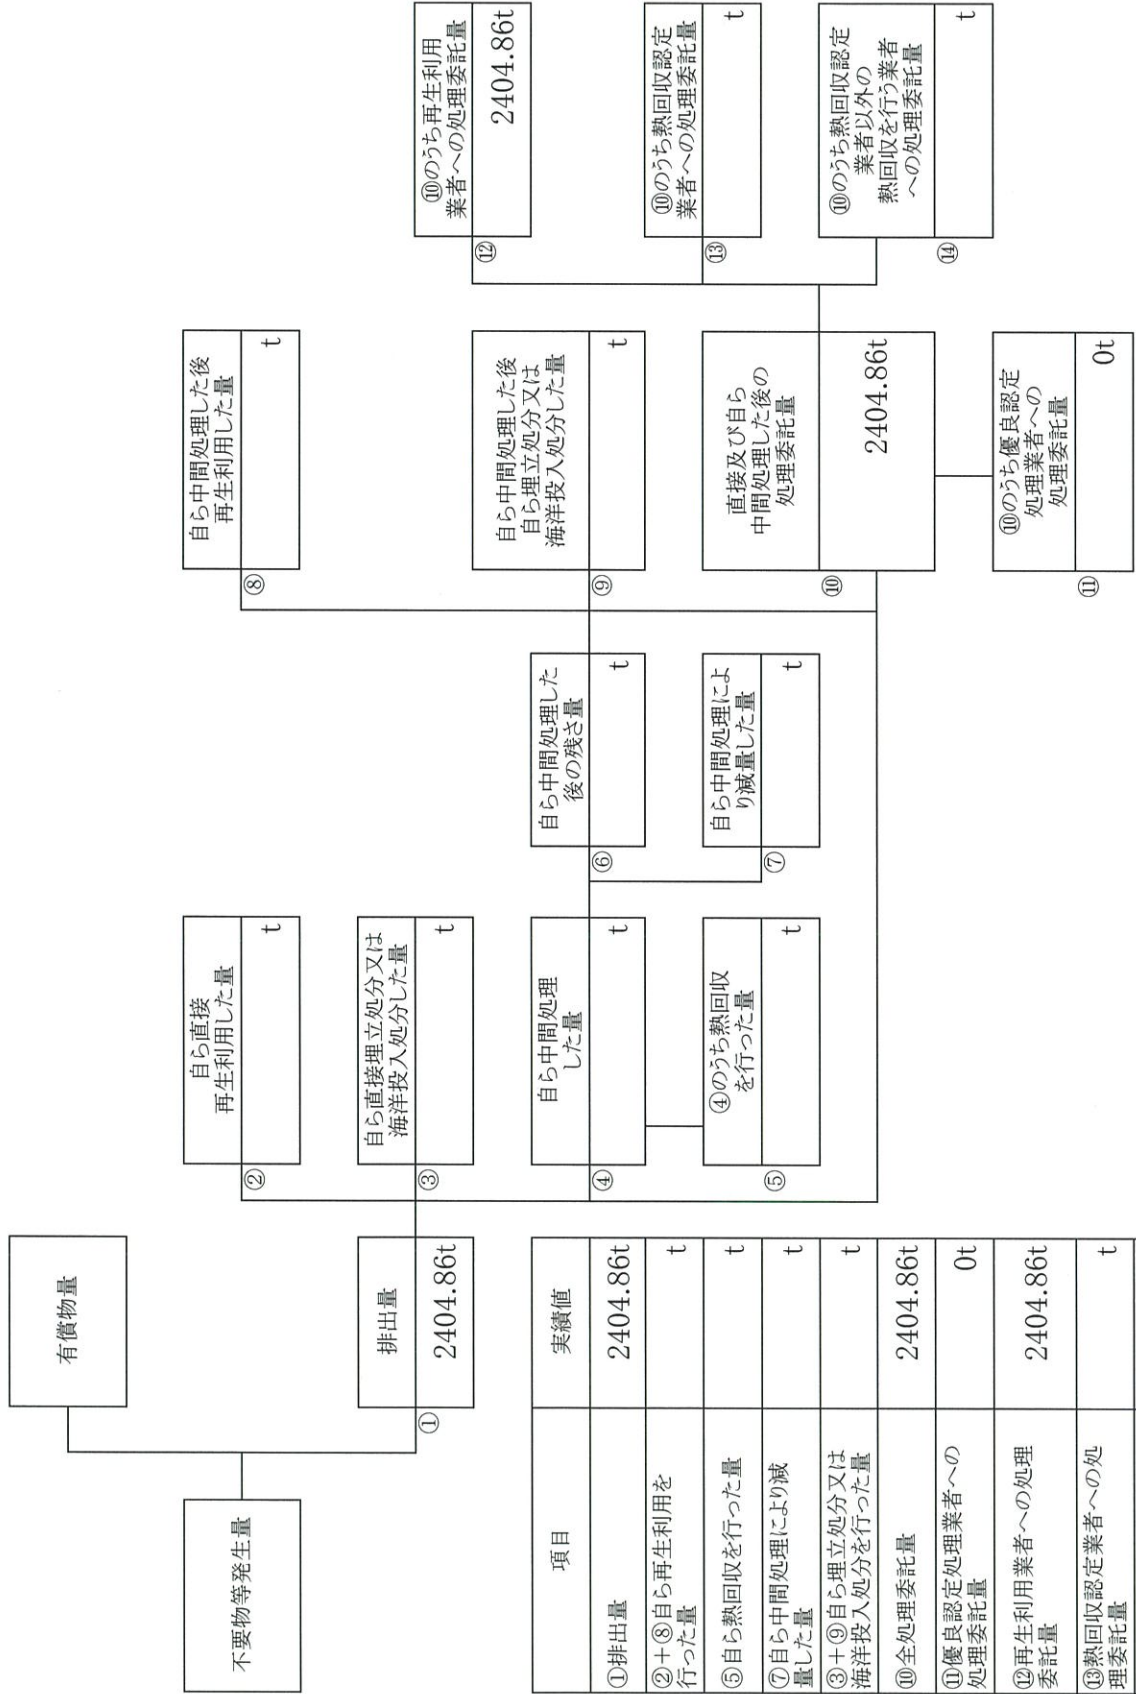 不要物等発生量
有償物量
①
排出量
2404.86t
②
自ら直接
再生利用した量
t
③
自ら直接埋立処分又は
海洋投入処分した量
t
④
自ら中間処理
した量
t
⑤
④のうち熱回収
を行った量
t
⑥
自ら中間処理した
後の残さ量
t
⑦
自ら中間処理によ
り減量した量
t
⑧
自ら中間処理した後
再生利用した量
t
⑨
自ら中間処理した後
自ら埋立処分又は
海洋投入処分した量
t
⑩
直接及び自ら
中間処理した後の
処理委託量
2404.86t
⑪
⑩のうち優良認定
処理業者への
処理委託量
0t
⑫
⑩のうち再生利用
業者への処理委託量
2404.86t
⑬
⑩のうち熱回収認定
業者への処理委託量
t
⑭
⑩のうち熱回収認定
業者以外の
熱回収を行う業者
への処理委託量
t
項目 実績値
①排出量 2404.86t
②+⑧自ら再生利用を
行った量 t
⑤自ら熱回収を行った量 t
⑦自ら中間処理により減
量した量 t
③+⑨自ら埋立処分又は
海洋投入処分を行った量 t
⑩全処理委託量 2404.86t
⑪優良認定処理業者への
処理委託量 0t
⑫再生利用業者への処理
委託量 2404.86t
⑬熱回収認定業者への処
理委託量 t